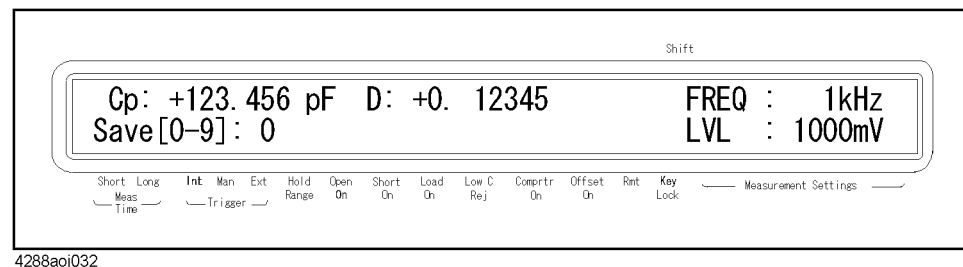 Shift
Cp: +123.456 pF D: +0. 12345 FREQ : 1kHz
Save[0-9]: 0 LVL : 1000mV
Short Long Int Man Ext Hold Open Short Load Low C Comprtr Offset Rmt Key Measurement Settings
Meas Trigger Range On On On Rej On On Lock
Time
4288aoi032